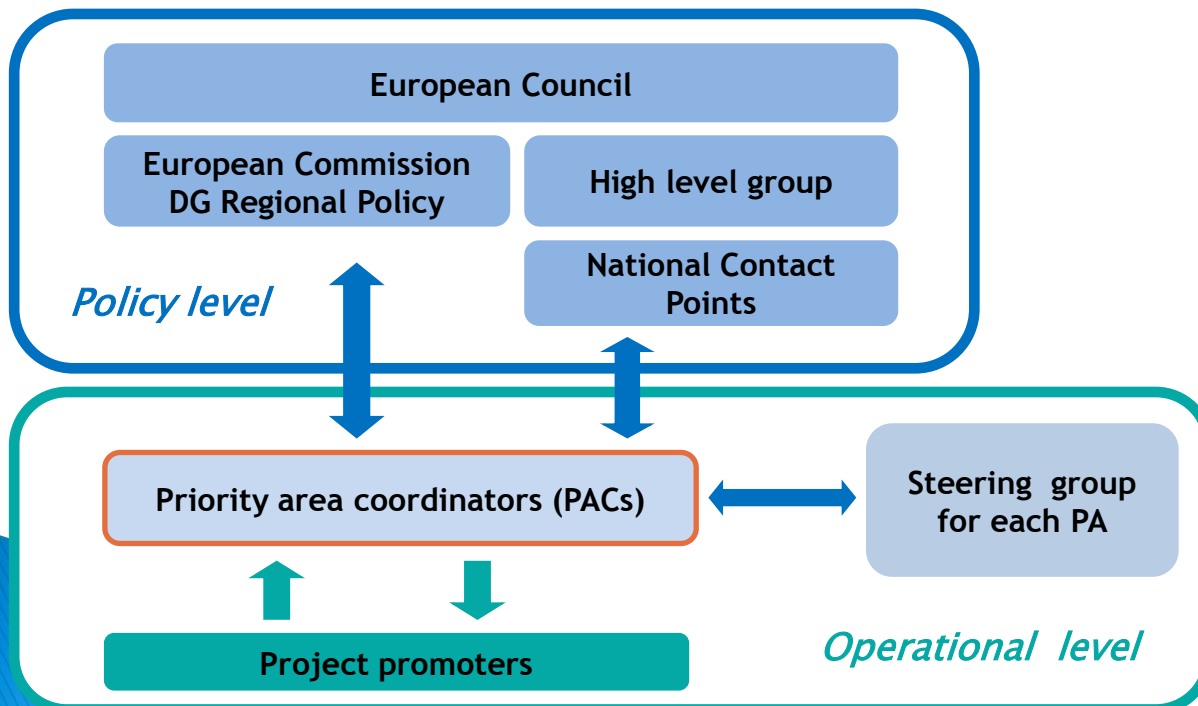 European Council
European Commission
DG Regional Policy
High level group
National Contact
Points
Policy level
Priority area coordinators (PACs)
Steering group
for each PA
Project promoters
Operational level